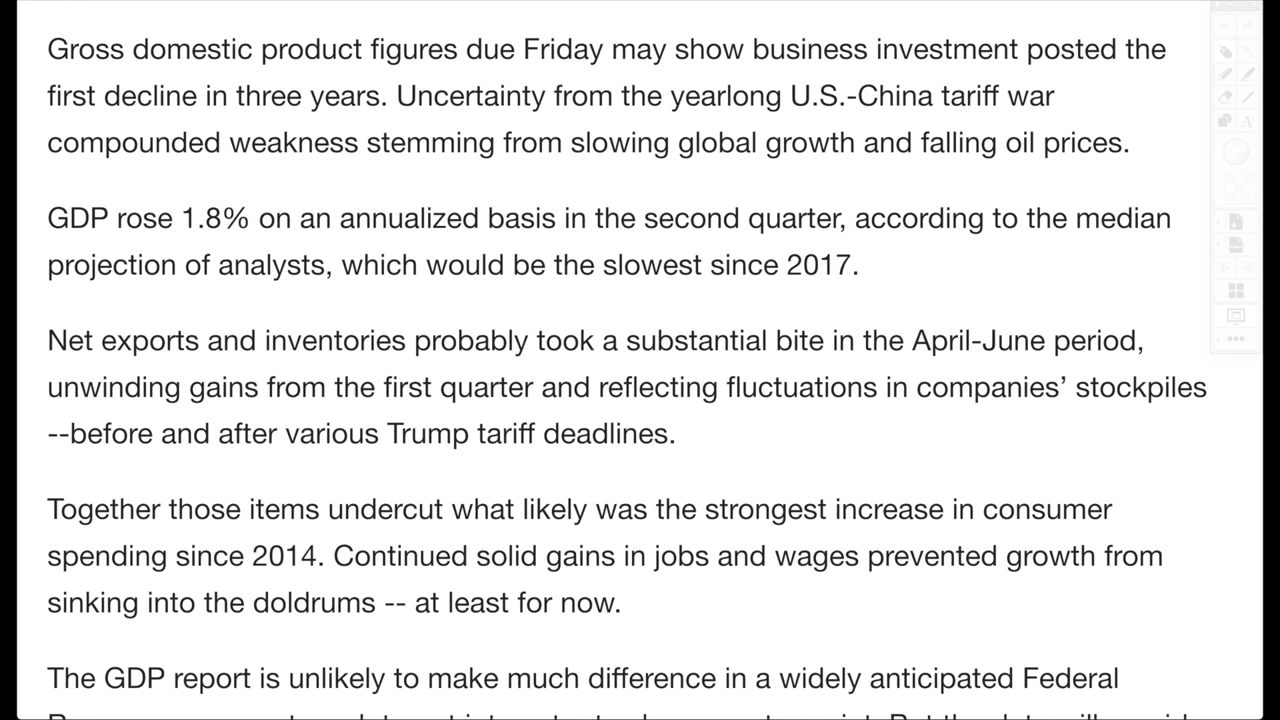 Gross domestic product figures due Friday may show business investment posted the
first decline in three years. Uncertainty from the yearlong U.S.-China tariff war
compounded weakness stemming from slowing global growth and falling oil prices.
GDP rose 1.8% on an annualized basis in the second quarter, according to the median
projection of analysts, which would be the slowest since 2017.
Net exports and inventories probably took a substantial bite in the April-June period,
unwinding gains from the first quarter and reflecting fluctuations in companies’ stockpiles
--before and after various Trump tariff deadlines.
Together those items undercut what likely was the strongest increase in consumer
spending since 2014. Continued solid gains in jobs and wages prevented growth from
sinking into the doldrums -- at least for now.
The GDP report is unlikely to make much difference in a widely anticipated Federal